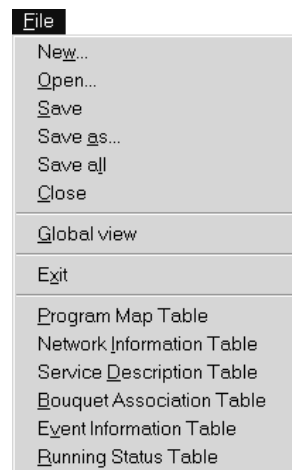 File
New...
Open...
Save
Save as...
Save all
Close
Global view
Exit
Program Map Table
Network Information Table
Service Description Table
Bouquet Association Table
Event Information Table
Running Status Table